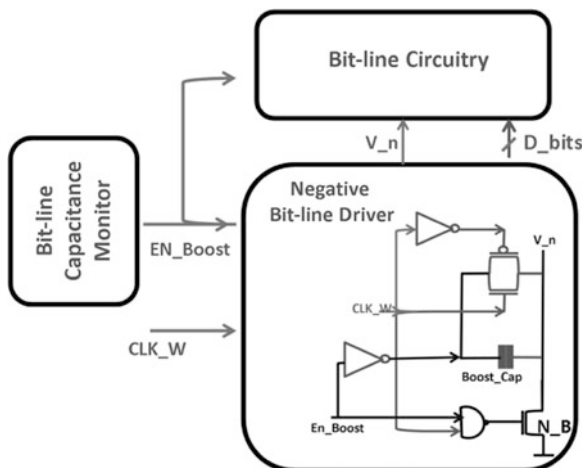 Bit-line Circuitry
V_n
D_bits
Bit-line
Capacitance
Monitor
EN_Boost
CLK_W
Negative
Bit-line Driver
V_n
CLK_W
Boost_Cap
En_Boost
N_B